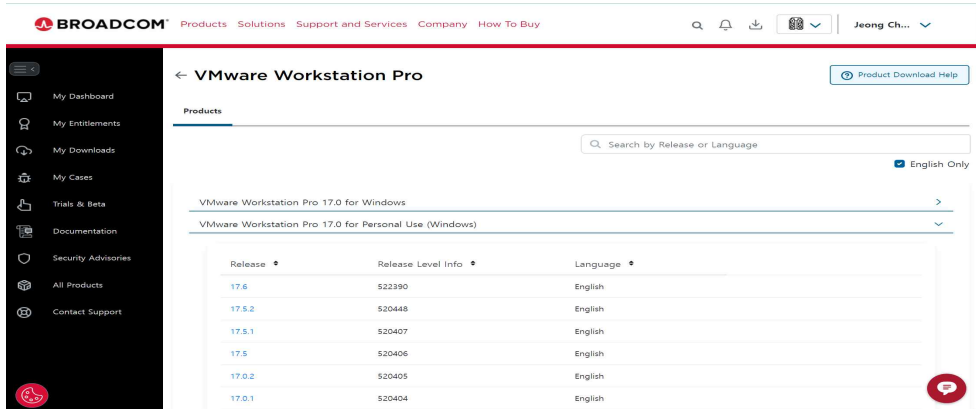 BROADCOM Products Solutions Support and Services Company How To Buy Jeong Ch...
← VMware Workstation Pro
Product Download Help
My Dashboard
My Entitlements
My Downloads
My Cases
Trials & Beta
Documentation
Security Advisories
All Products
Contact Support
Products
Search by Release or Language
English Only
VMware Workstation Pro 17.0 for Windows
VMware Workstation Pro 17.0 for Personal Use (Windows)
Release Release Level Info Language
17.6 522390 English
17.5.2 520448 English
17.5.1 520407 English
17.5 520406 English
17.0.2 520405 English
17.0.1 520404 English